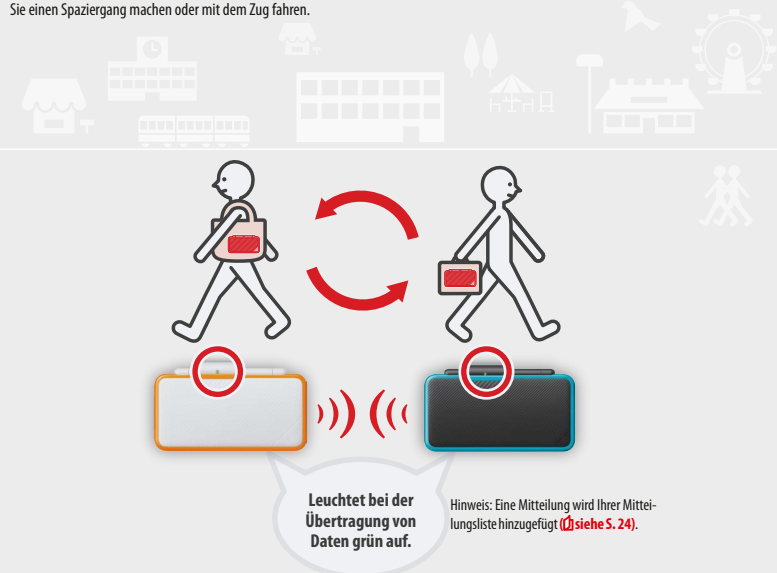 Sie einen Spaziergang machen oder mit dem Zug fahren.
Leuchtet bei der
Übertragung von
Daten grün auf.
Hinweis: Eine Mitteilung wird Ihrer Mittei-
lungsliste hinzugefügt (siehe S. 24).